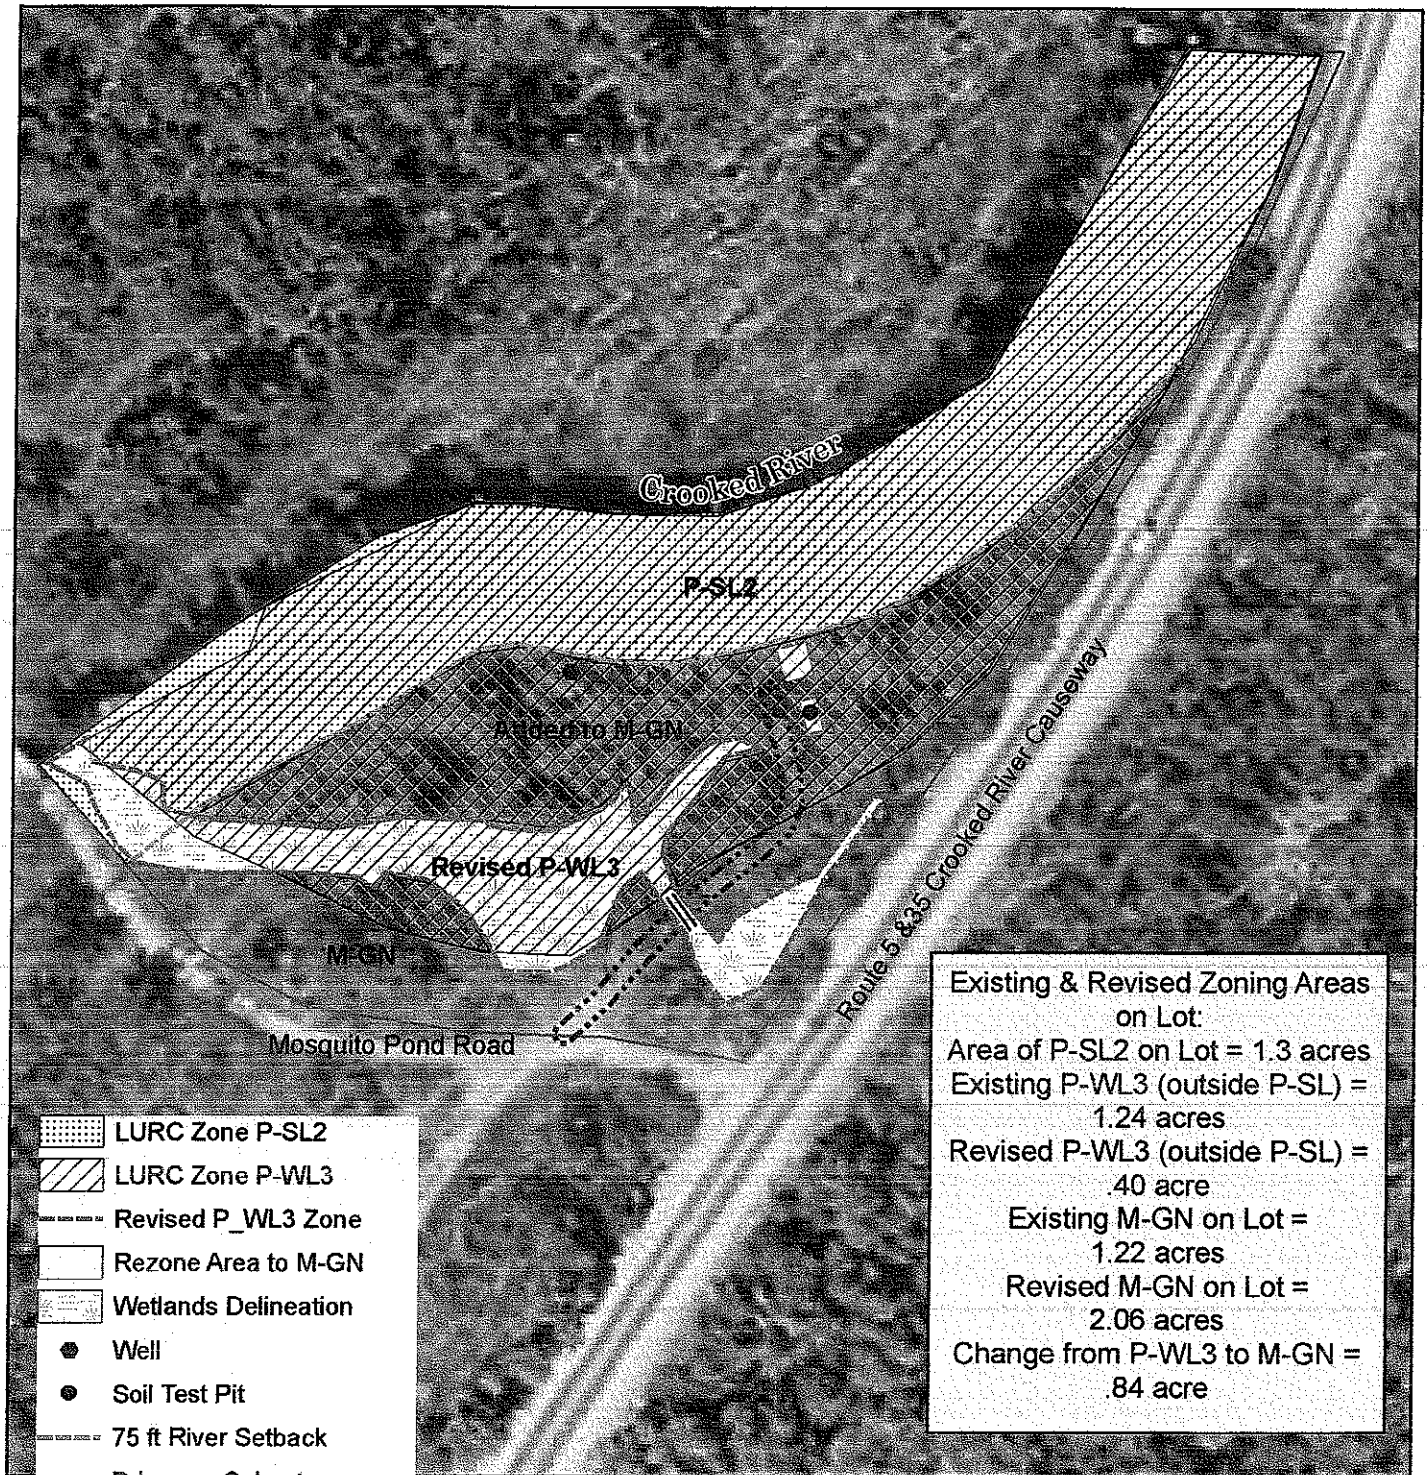 Crooked River
P-SL2
Added to M-GN
Revised P-WL3
M-GN
Mosquito Pond Road
Route 5 &35 Crooked River Causeway
Existing & Revised Zoning Areas
on Lot:
Area of P-SL2 on Lot = 1.3 acres
Existing P-WL3 (outside P-SL) =
1.24 acres
Revised P-WL3 (outside P-SL) =
.40 acre
Existing M-GN on Lot =
1.22 acres
Revised M-GN on Lot =
2.06 acres
Change from P-WL3 to M-GN =
.84 acre
LURC Zone P-SL2
LURC Zone P-WL3
Revised P_WL3 Zone
Rezone Area to M-GN
Wetlands Delineation
Well
Soil Test Pit
75 ft River Setback